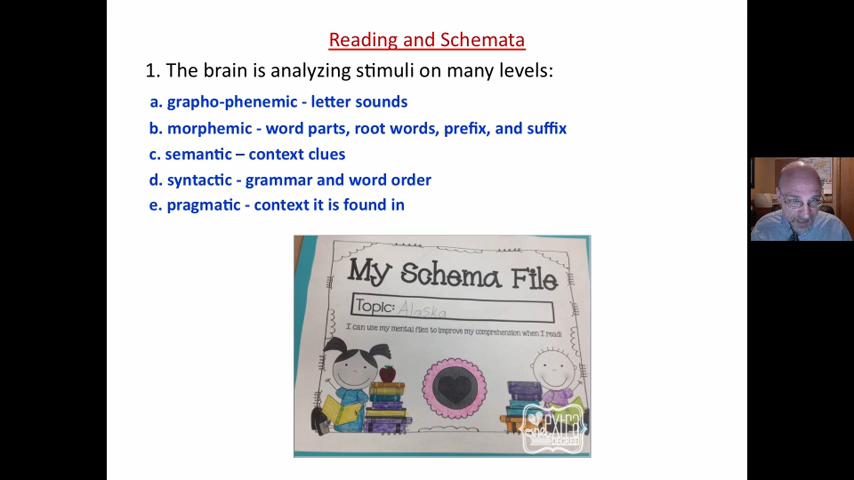 Reading and Schemata
1. The brain is analyzing stimuli on many levels:
a. grapho-phenemic - letter sounds
b. morphemic - word parts, root words, prefix, and suffix
c. semantic – context clues
d. syntactic - grammar and word order
e. pragmatic - context it is found in
My Schema File
Topic: Alaska
I can use my mental files to improve my comprehension when I read!
extra
DEGREE